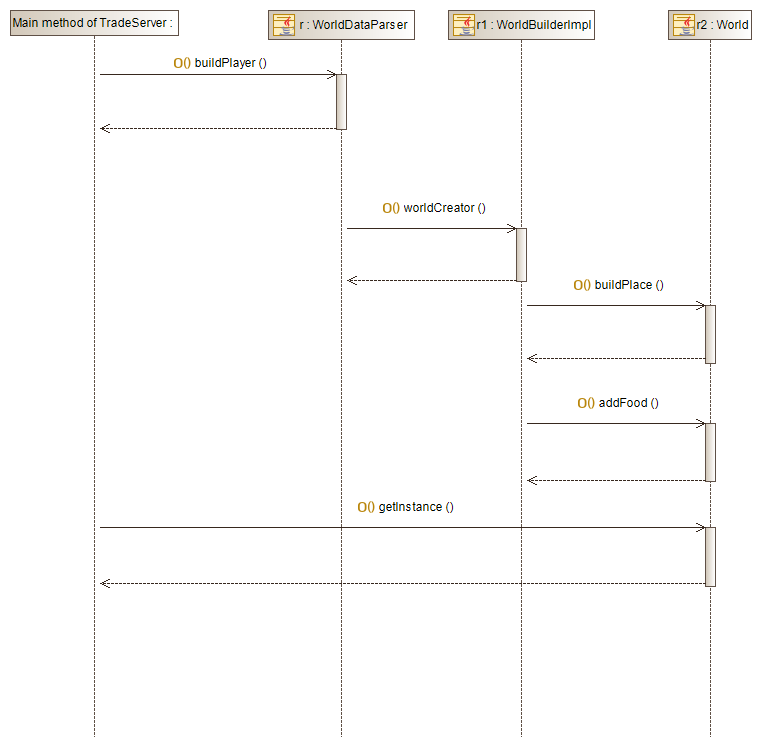 Main method of TradeServer :
r : WorldDataParser
r1 : WorldBuilderImpl
r2 : World
O() buildPlayer ()
O() worldCreator ()
O() buildPlace ()
O() addFood ()
O() getInstance ()